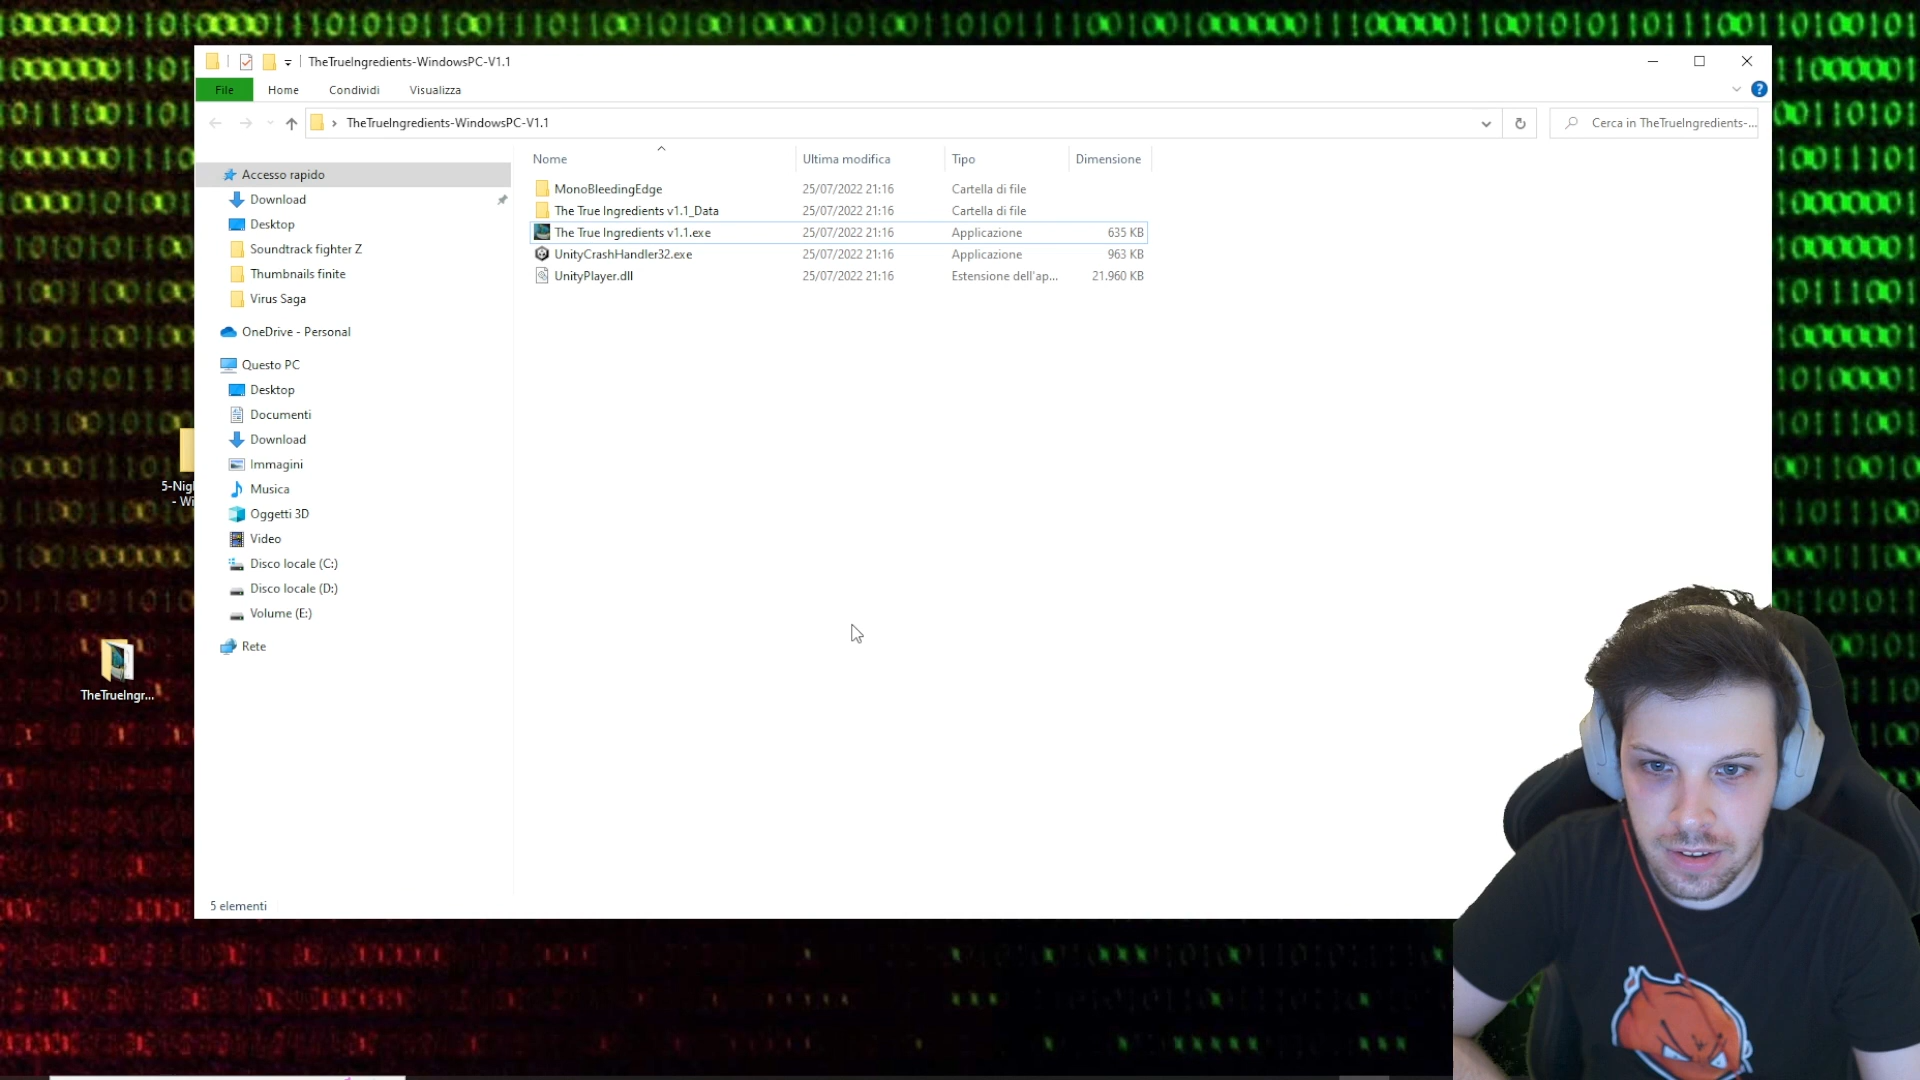 TheTrueIngredients-WindowsPC-V1.1
File Home Condividi Visualizza
TheTrueIngredients-WindowsPC-V1.1
Cerca in TheTrueIngredients-...
Nome Ultima modifica Tipo Dimensione
MonoBleedingEdge 25/07/2022 21:16 Cartella di file
The True Ingredients v1.1_Data 25/07/2022 21:16 Cartella di file
The True Ingredients v1.1.exe 25/07/2022 21:16 Applicazione 635 KB
UnityCrashHandler32.exe 25/07/2022 21:16 Applicazione 963 KB
UnityPlayer.dll 25/07/2022 21:16 Estensione dell'ap... 21.960 KB
Accesso rapido
Download
Desktop
Soundtrack fighter Z
Thumbnails finite
Virus Saga
OneDrive - Personal
Questo PC
Desktop
Documenti
Download
Immagini
Musica
Oggetti 3D
Video
Disco locale (C:)
Disco locale (D:)
Volume (E:)
Rete
5 elementi
5-Nig
- Wi
TheTrueIngr...